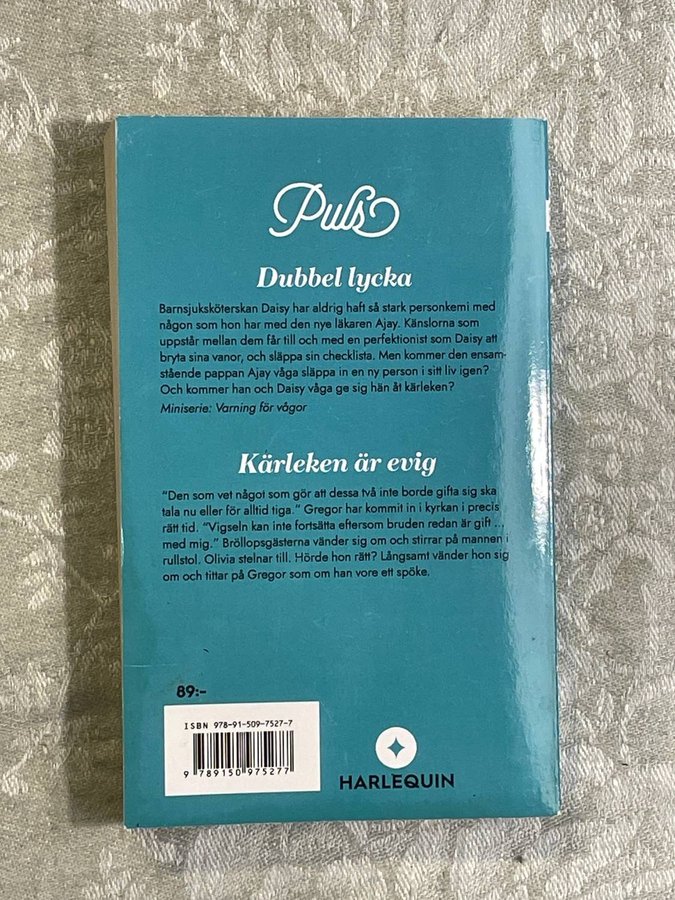 Puls
Dubbel lycka
Barnsjuksköterskan Daisy har aldrig haft så stark personkemi med
någon som hon har med den nye läkaren Ajay. Känslorna som
uppstår mellan dem får till och med en perfektionist som Daisy att
bryta sina vanor, och släppa sin checklista. Men kommer den ensam-
stående pappan Ajay våga släppa in en ny person i sitt liv igen?
Och kommer han och Daisy våga ge sig hän åt kärleken?
Miniserie: Varning för vågor
Kärleken är evig
"Den som vet något som gör att dessa två inte borde gifta sig ska
tala nu eller för alltid tiga." Gregor har kommit in i kyrkan i precis
rätt tid. "Vigseln kan inte fortsätta eftersom bruden redan är gift ...
med mig." Bröllopsgästerna vänder sig om och stirrar på mannen i
rullstol. Olivia stelnar till. Hörde hon rätt? Långsamt vänder hon sig
om och tittar på Gregor som om han vore ett spöke.
89:-
ISBN 978-91-509-7527-7
9 789150 975277
HARLEQUIN